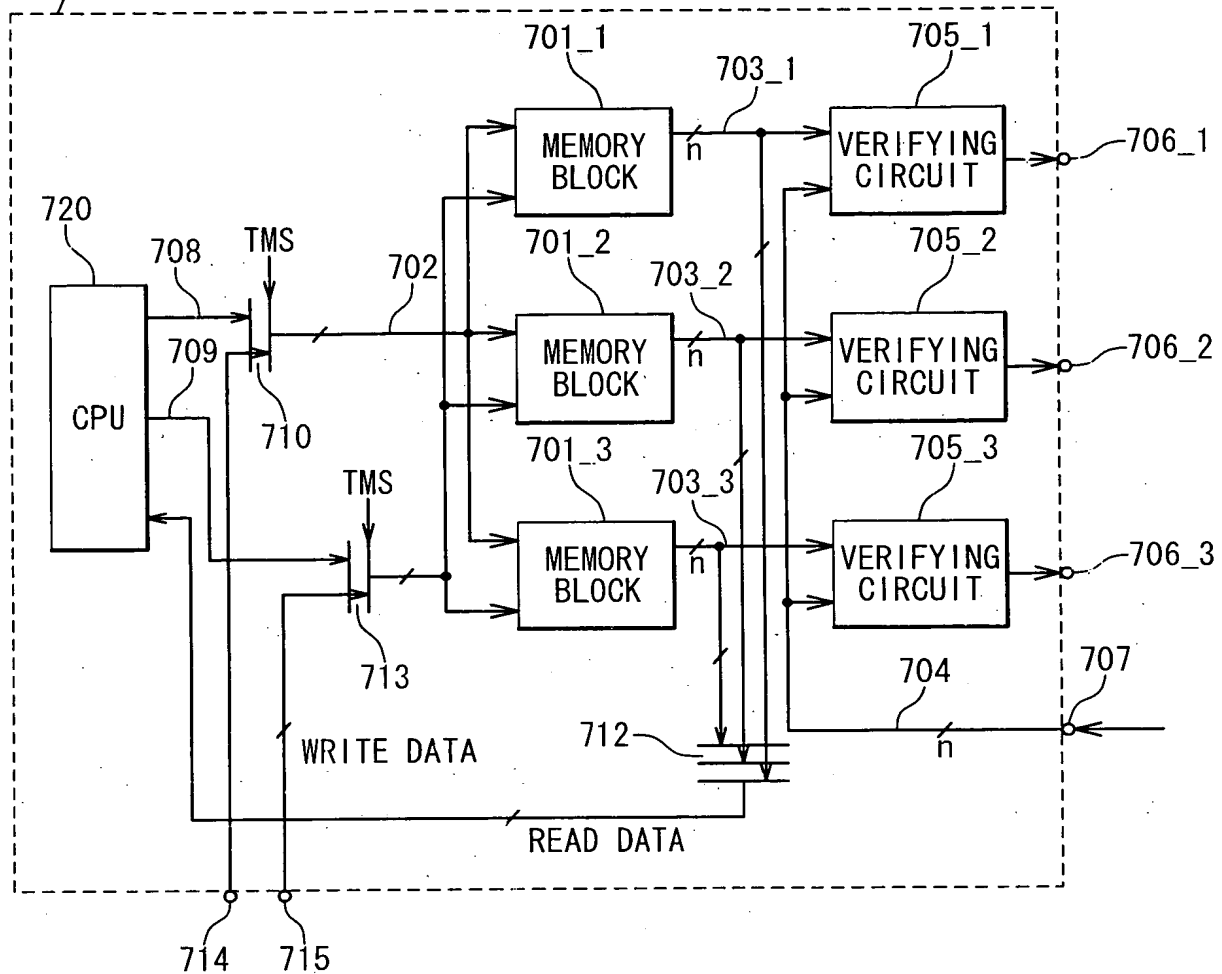 701_1
703_1
705_1
MEMORY
BLOCK
n
VERIFYING
CIRCUIT
706_1
720
708
TMS
702
701_2
703_2
705_2
709
CPU
710
MEMORY
BLOCK
n
VERIFYING
CIRCUIT
706_2
TMS
701_3
703_3
705_3
713
MEMORY
BLOCK
n
VERIFYING
CIRCUIT
706_3
704
707
n
712
WRITE DATA
READ DATA
714
715